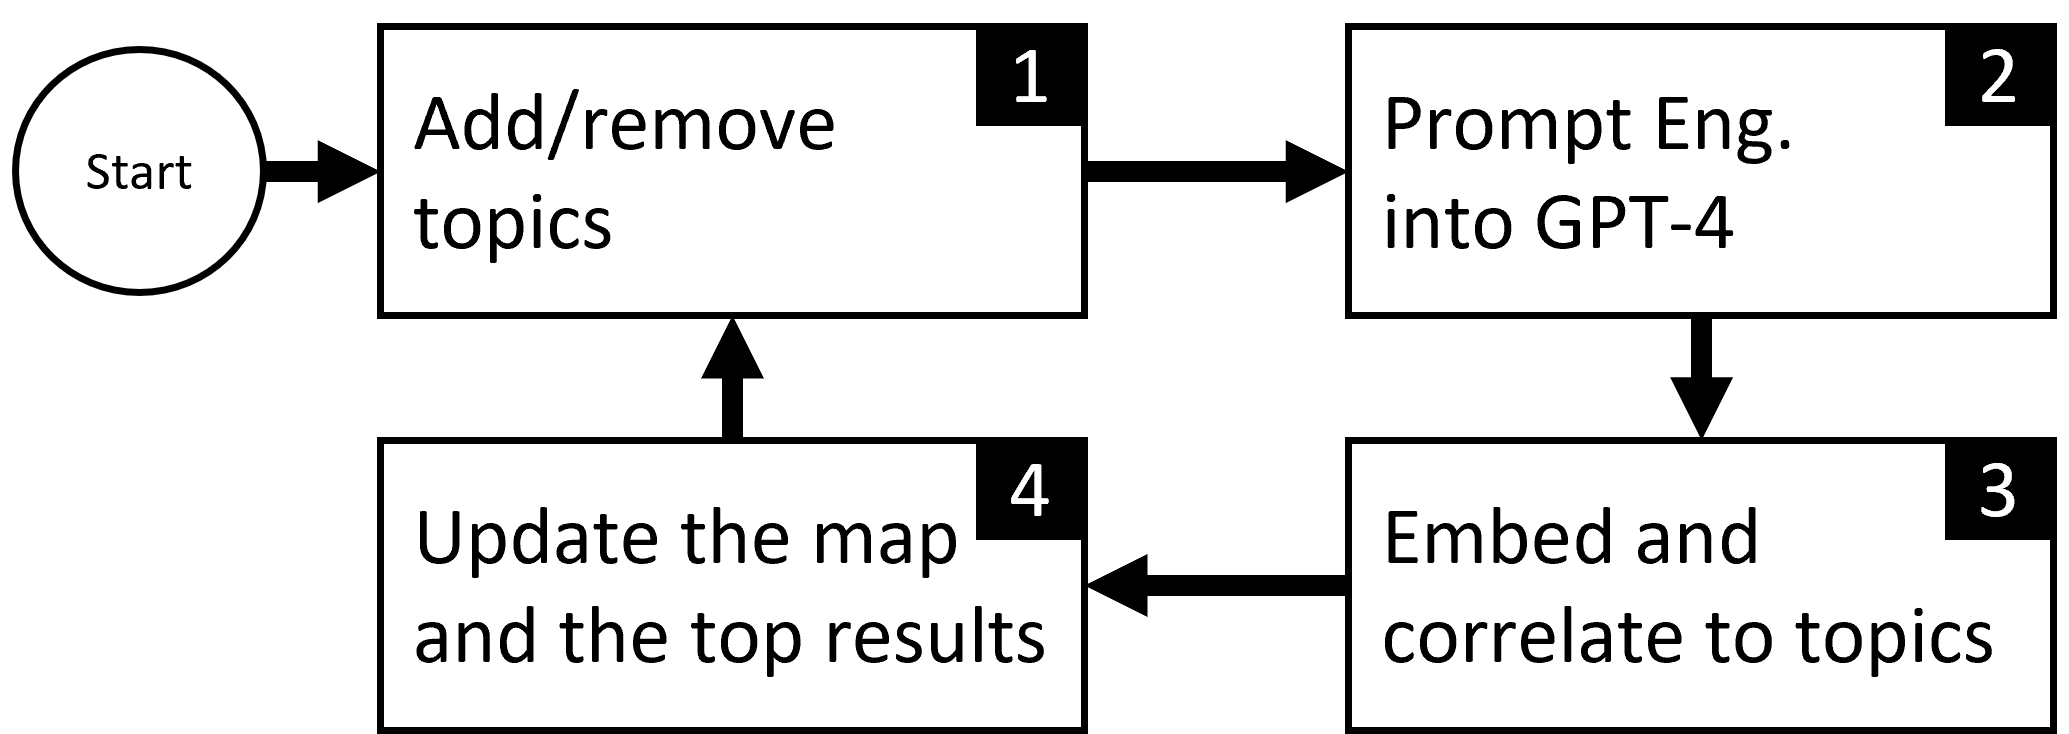 Start
1
Add/remove
topics
2
Prompt Eng.
into GPT-4
3
Embed and
correlate to topics
4
Update the map
and the top results